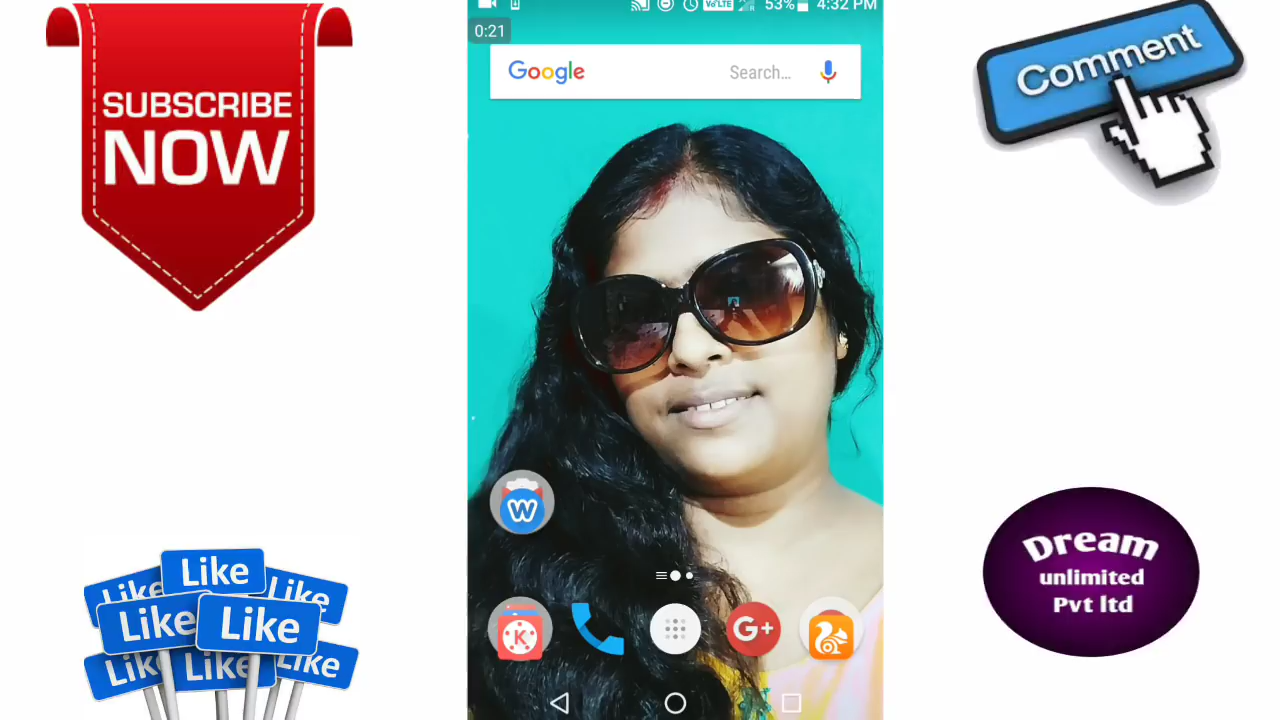 SUBSCRIBE
NOW
VoLTE
53%
4:32 PM
0:21
Google
Search...
Comment
W
K
G+
Like
Like
Like
Like
Like
Like
Like
Like
Dream
unlimited
Pvt ltd